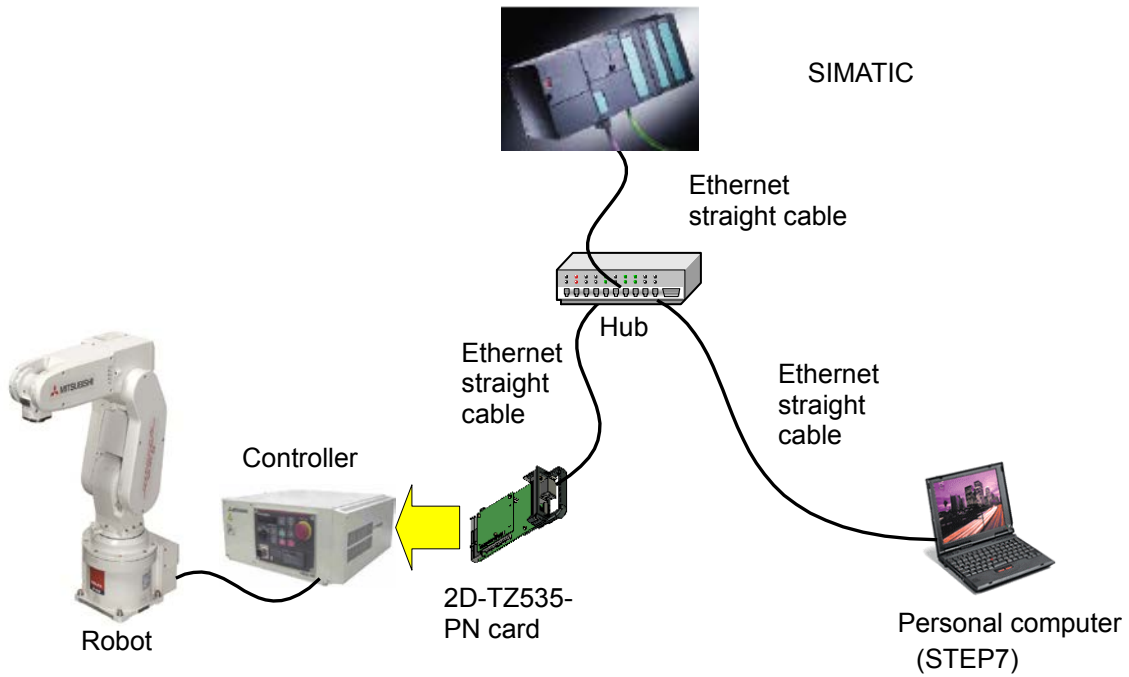 SIMATIC
Ethernet
straight cable
Hub
Ethernet
straight
cable
Ethernet
straight
cable
MITSUBISHI
Controller
2D-TZ535-
PN card
Robot
Personal computer
(STEP7)